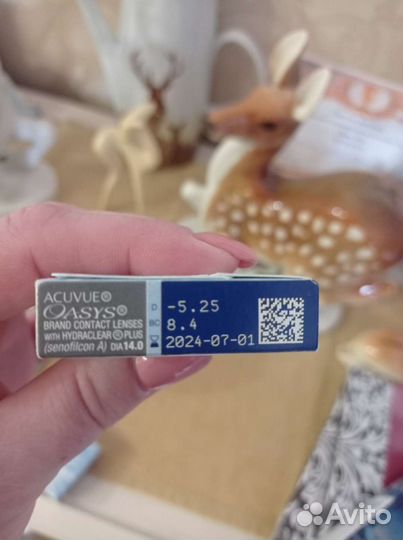 ACUVUE®
OASYS®
BRAND CONTACT LENSES
WITH HYDRACLEAR® PLUS
(senofilcon A) DIA 14.0
D -5.25
BC 8.4
2024-07-01
Avito